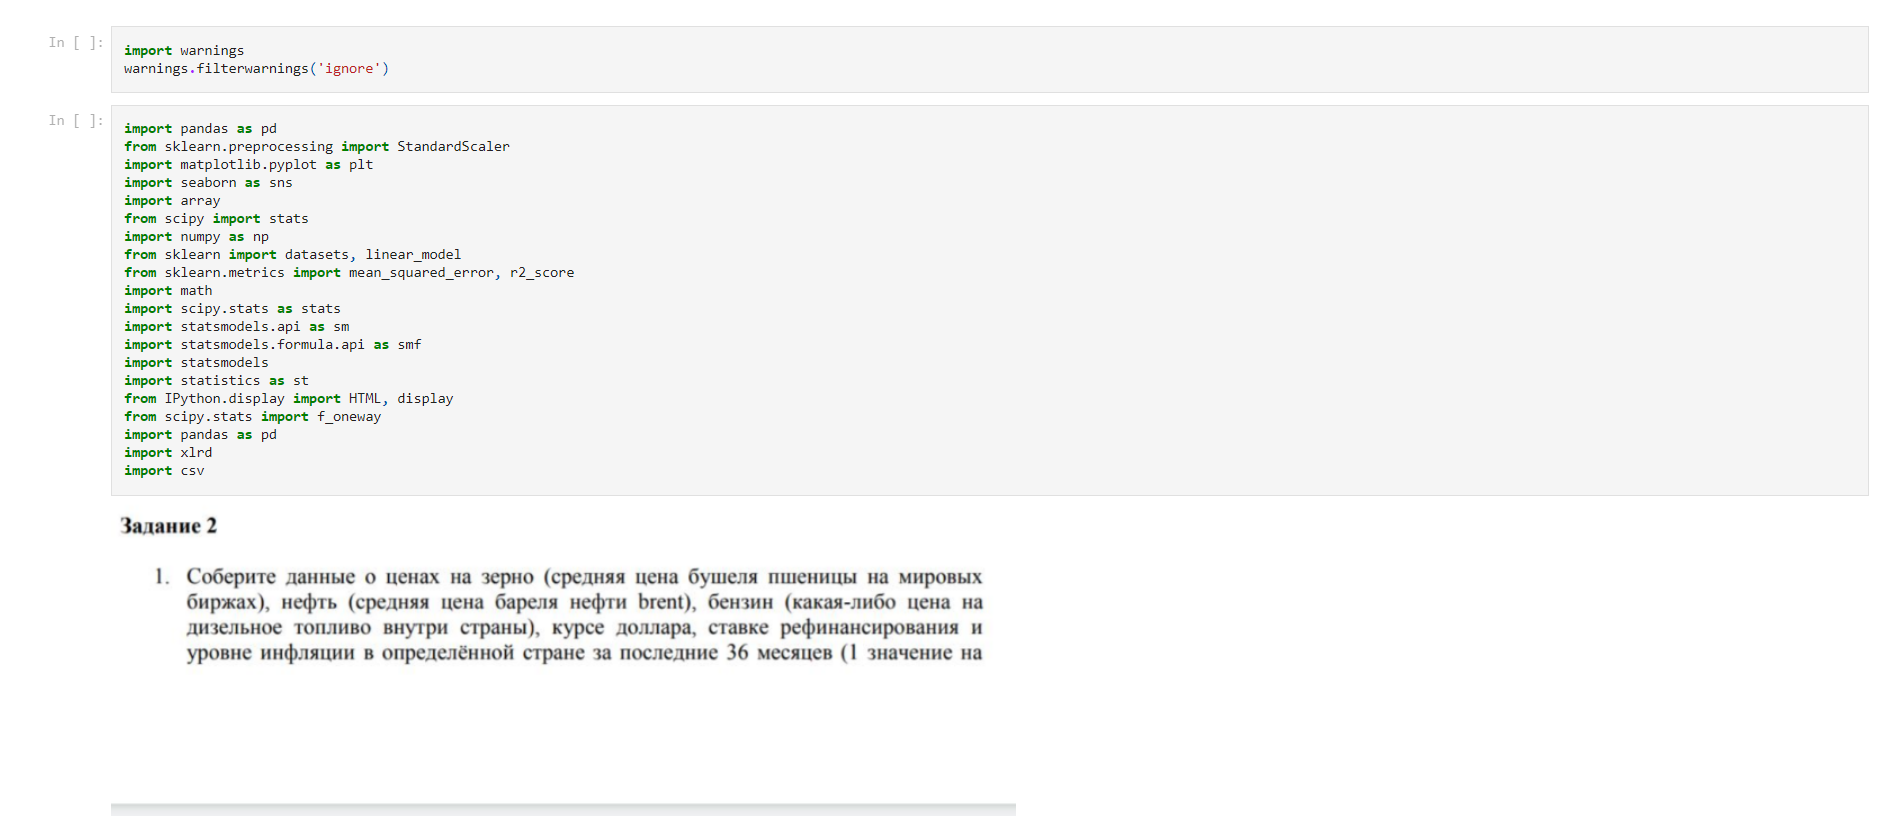 In [ ]:
import warnings
warnings.filterwarnings('ignore')
In [ ]:
import pandas as pd
from sklearn.preprocessing import StandardScaler
import matplotlib.pyplot as plt
import seaborn as sns
import array
from scipy import stats
import numpy as np
from sklearn import datasets, linear_model
from sklearn.metrics import mean_squared_error, r2_score
import math
import scipy.stats as stats
import statsmodels.api as sm
import statsmodels.formula.api as smf
import statsmodels
import statistics as st
from IPython.display import HTML, display
from scipy.stats import f_oneway
import pandas as pd
import xlrd
import csv
Задание 2
1. Соберите данные о ценах на зерно (средняя цена бушеля пшеницы на мировых
биржах), нефть (средняя цена бареля нефти brent), бензин (какая-либо цена на
дизельное топливо внутри страны), курсе доллара, ставке рефинансирования и
уровне инфляции в определённой стране за последние 36 месяцев (1 значение на